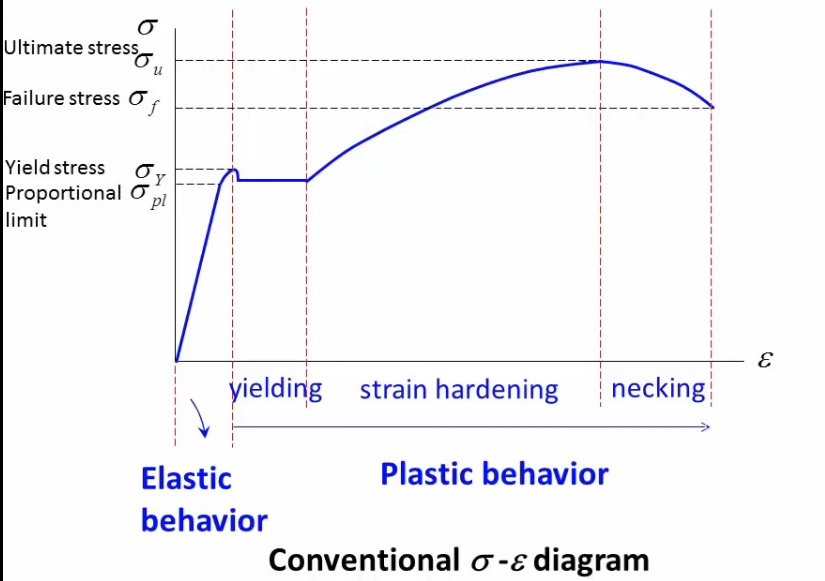 σ
Ultimate stress
σu
Failure stress σf
Yield stress σY
Proportional σpl
limit
ε
yielding strain hardening necking
Elastic
behavior
Plastic behavior
Conventional σ-ε diagram